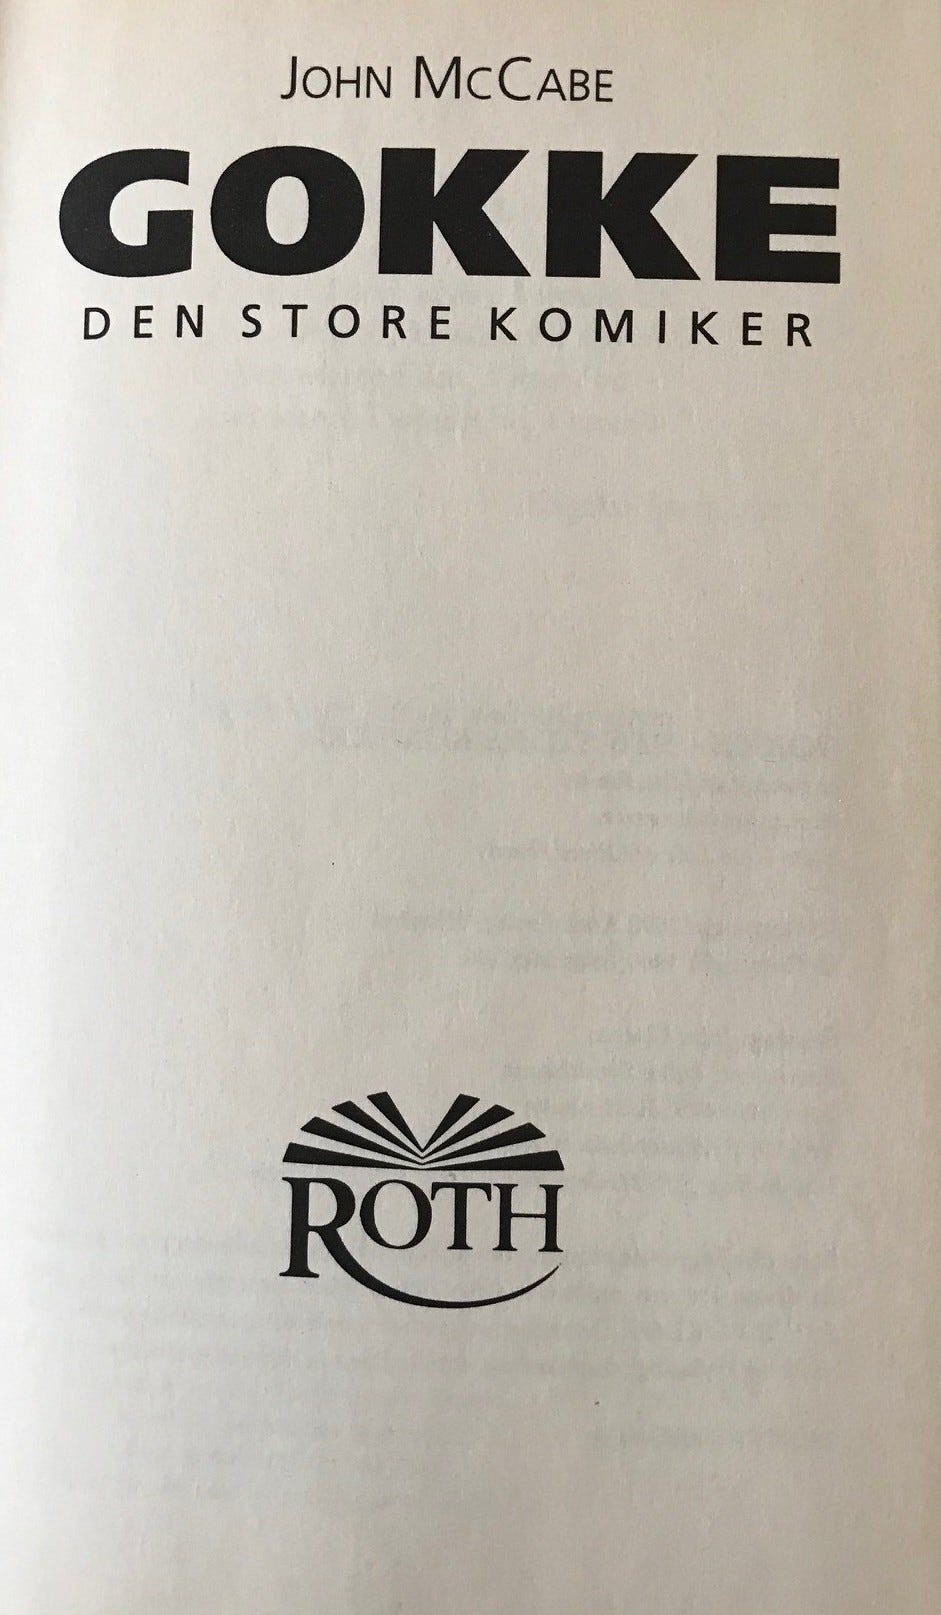 JOHN MCCABE
GOKKE
DEN STORE KOMIKER
ROTH